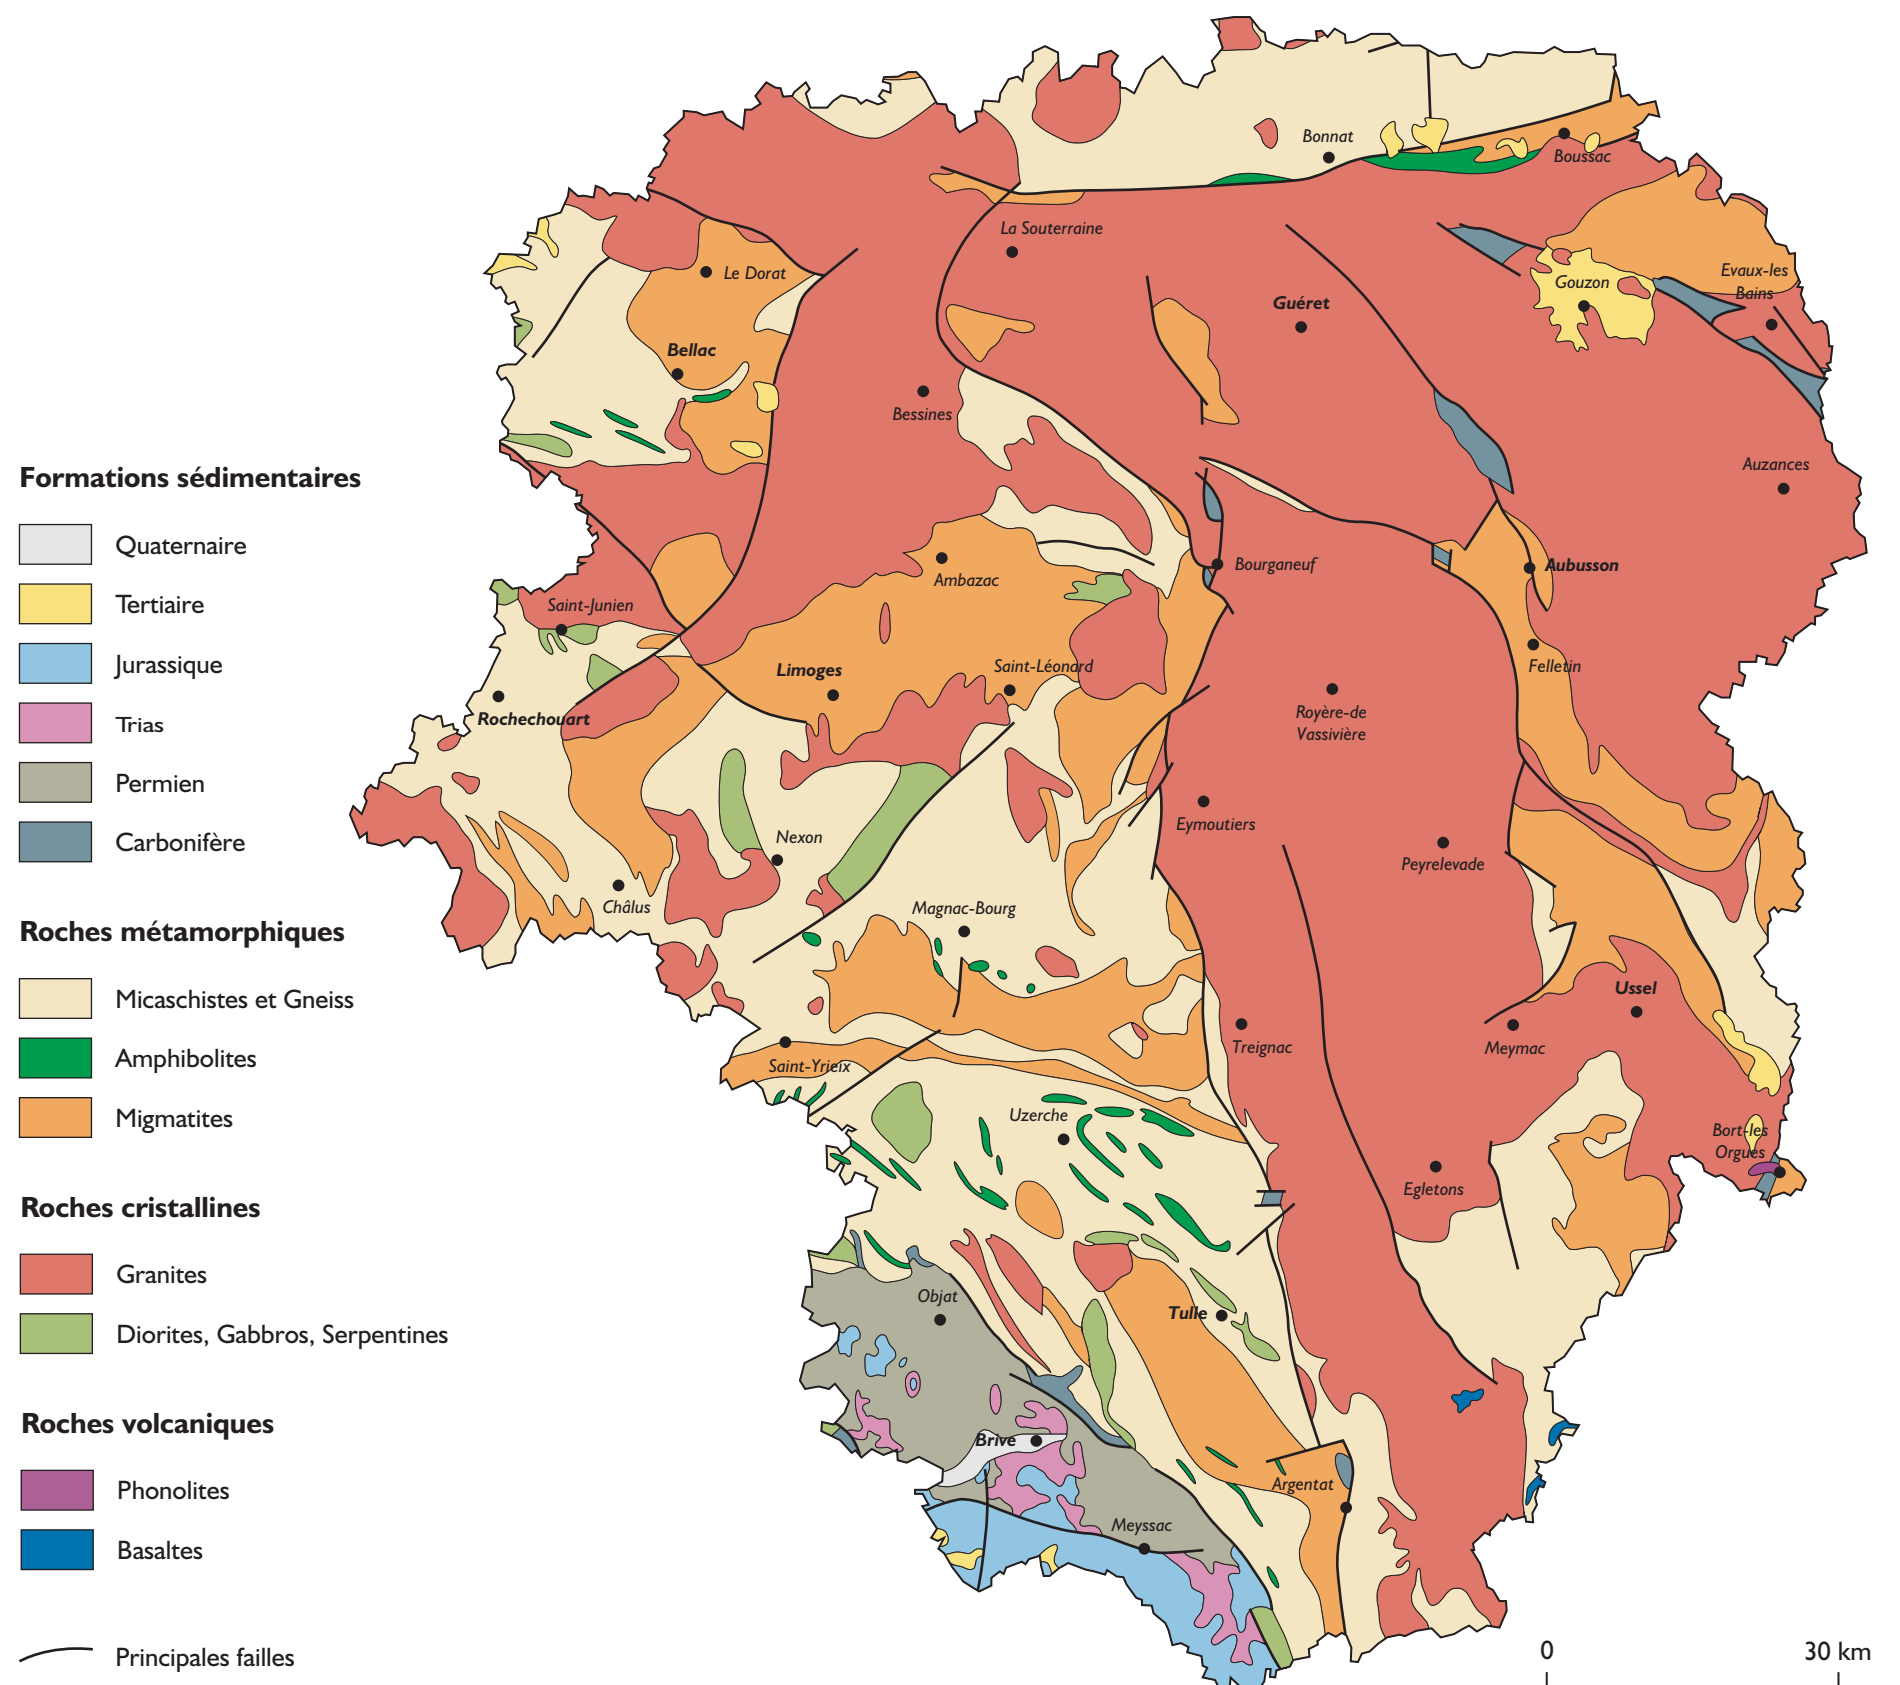 Formations sédimentaires
Quaternaire
Tertiaire
Jurassique
Trias
Permien
Carbonifère
Roches métamorphiques
Micaschistes et Gneiss
Amphibolites
Migmatites
Roches cristallines
Granites
Diorites, Gabbros, Serpentines
Roches volcaniques
Phonolites
Basaltes
Principales failles
Bonnat
Boussac
La Souterraine
Le Dorat
Gouzon
Evaux-les
Bains
Guéret
Bellac
Bessines
Auzances
Ambazac
Bourganeuf
Aubusson
Saint-Junien
Limoges
Saint-Léonard
Felletin
Rochechouart
Royère-de
Vassivière
Nexon
Eymoutiers
Peyrelevade
Châlus
Magnac-Bourg
Ussel
Treignac
Meymac
Saint-Yrieix
Uzerche
Bort-les
Orgues
Egletons
Objat
Tulle
Brive
Argentat
Meyssac
0
30 km